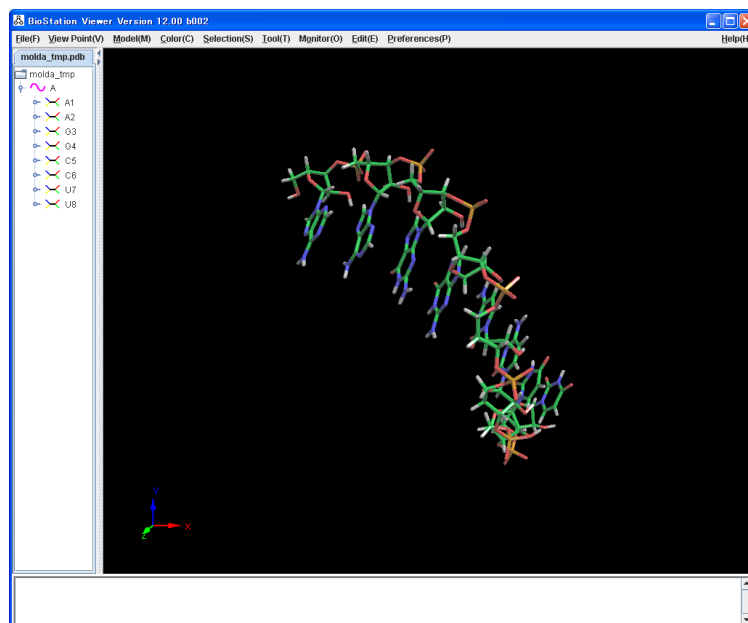 BioStation Viewer Version 12.00 b002
File(F) View Point(V) Model(M) Color(C) Selection(S) Tool(T) Monitor(O) Edit(E) Preferences(P) Help(H
molda_tmp.pdb
molda_tmp
A
A1
A2
G3
G4
C5
C6
U7
U8
Y
X
Z